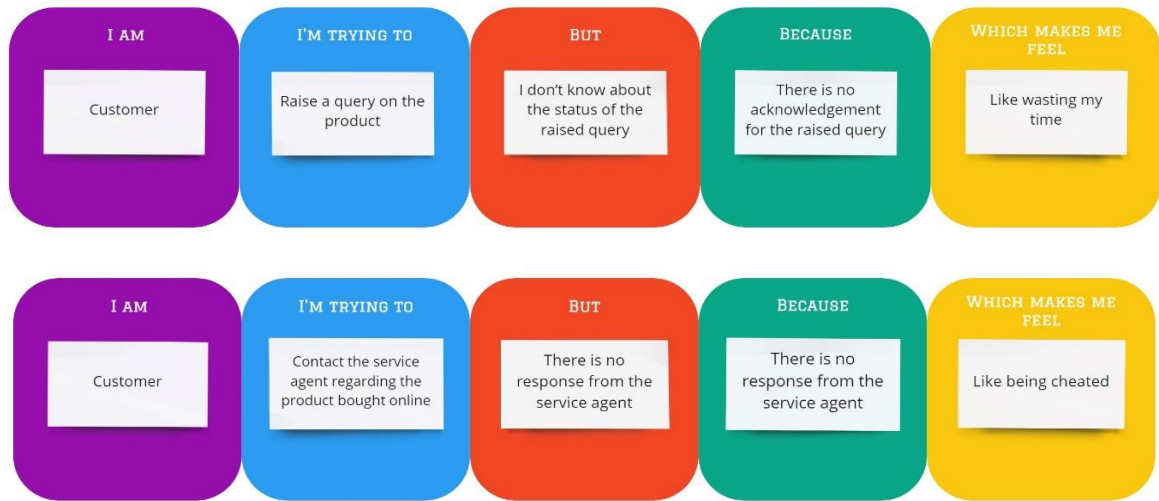 I AM
I'M TRYING TO
BUT
BECAUSE
WHICH MAKES ME
FEEL
Customer
Raise a query on the
product
I don't know about
the status of the
raised query
There is no
acknowledgement
for the raised query
Like wasting my
time
I AM
I'M TRYING TO
BUT
BECAUSE
WHICH MAKES ME
FEEL
Customer
Contact the service
agent regarding the
product bought online
There is no
response from the
service agent
There is no
response from the
service agent
Like being cheated